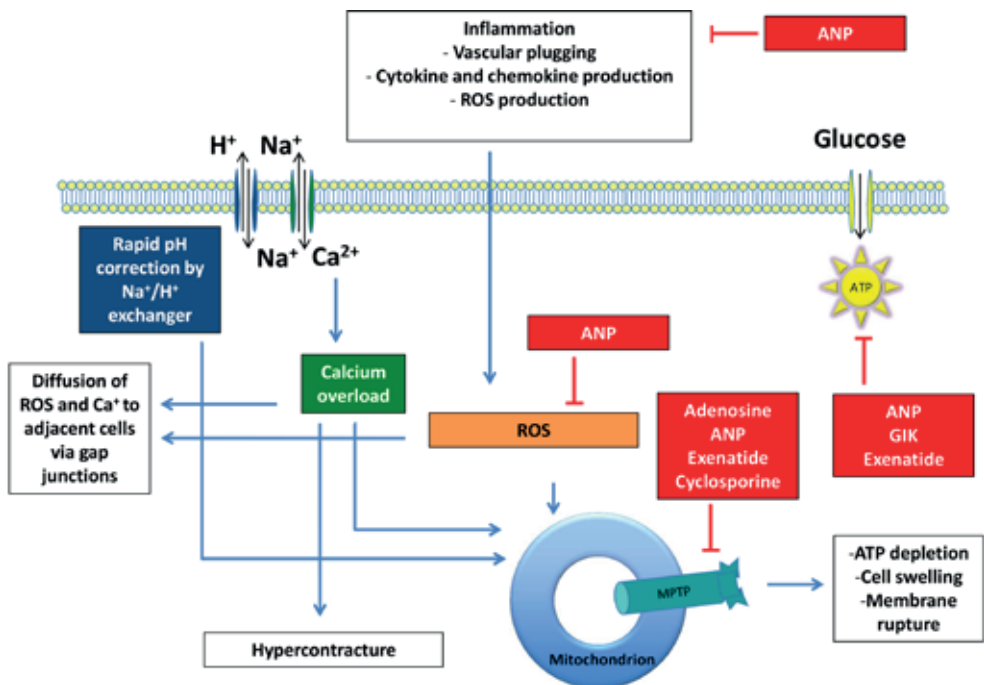 Inflammation
- Vascular plugging
- Cytokine and chemokine production
- ROS production
ANP
H⁺
Na⁺
Glucose
Rapid pH
correction by
Na⁺/H⁺
exchanger
Na⁺
Ca²⁺
ATP
Calcium
overload
ANP
Diffusion of
ROS and Ca⁺ to
adjacent cells
via gap
junctions
ROS
Adenosine
ANP
Exenatide
Cyclosporine
ANP
GIK
Exenatide
MPTP
-ATP depletion
-Cell swelling
-Membrane
rupture
Hypercontracture
Mitochondrion